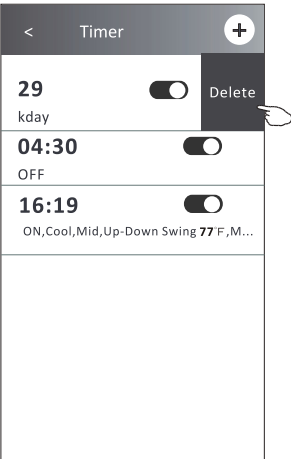 < Timer +
29 Delete
kday
04:30
OFF
16:19
ON,Cool,Mid,Up-Down Swing 77°F,M...